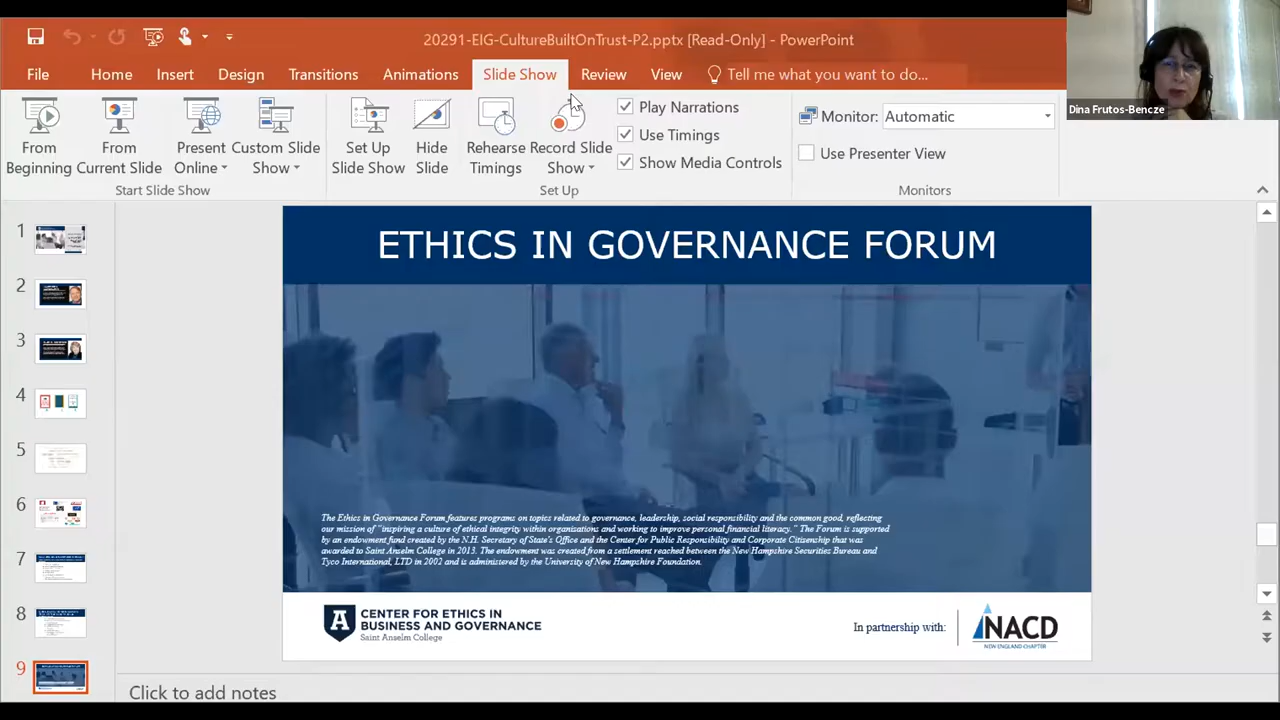 20291-EIG-CultureBuiltOnTrust-P2.pptx [Read-Only] - PowerPoint
File Home Insert Design Transitions Animations Slide Show Review View Tell me what you want to do...
Dina Frutos-Bencze
From Beginning
From Current Slide
Present Online
Custom Slide Show
Start Slide Show
Set Up Slide Show
Hide Slide
Rehearse Timings
Record Slide Show
Play Narrations
Use Timings
Show Media Controls
Set Up
Monitor: Automatic
Use Presenter View
Monitors
1
2
3
4
5
6
7
8
9
ETHICS IN GOVERNANCE FORUM
The Ethics in Governance Forum features programs on topics related to governance, leadership, social responsibility and the common good, reflecting
our mission of "inspiring a culture of ethical integrity within organisations and working to improve personal financial literacy." The Forum is supported
by an endowment fund created by the N.H. Secretary of State's Office and the Center for Public Responsibility and Corporate Citizenship that was
awarded to Saint Anselm College in 2013. The endowment was created from a settlement reached between the New Hampshire Securities Bureau and
Tyco International, LTD in 2002 and is administered by the University of New Hampshire Foundation.
A
CENTER FOR ETHICS IN
BUSINESS AND GOVERNANCE
Saint Anselm College
In partnership with:
NACD
NEW ENGLAND CHAPTER
Click to add notes